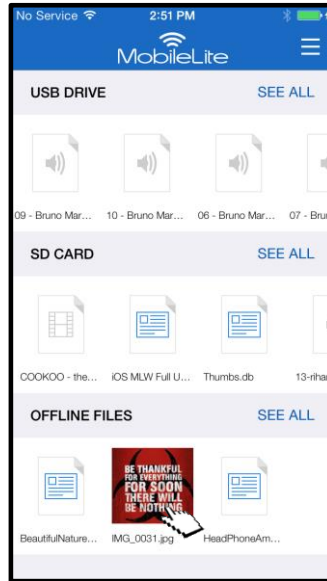 No Service 2:51 PM
MobileLite
USB DRIVE SEE ALL
09 - Bruno Mar... 10 - Bruno Mar... 06 - Bruno Mar... 07 - Bru
SD CARD SEE ALL
COOKOO - the... iOS MLW Full U... Thumbs.db 13-riha
OFFLINE FILES SEE ALL
BE THANKFUL
FOR EVERYTHING
FOR SOON
THERE WILL
BE NOTHING
BeautifulNature... IMG_0031.jpg HeadPhoneAm...